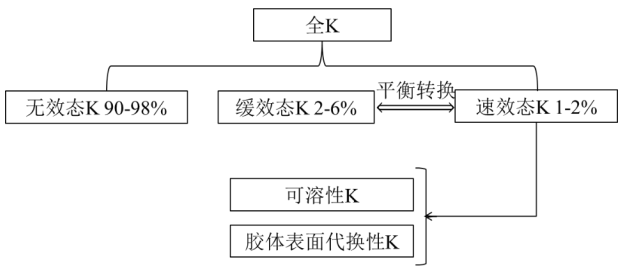 全K
无效态K 90-98%
缓效态K 2-6%
平衡转换
速效态K 1-2%
可溶性K
胶体表面代换性K